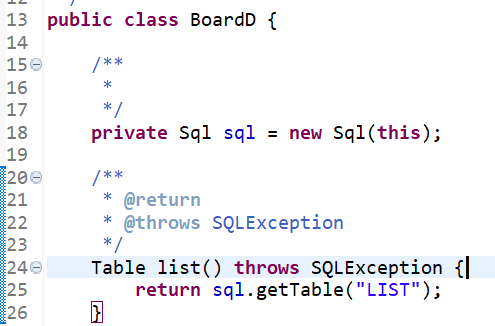 12 */
13 public class BoardD {
14
15 /**
16 *
17 */
18 private Sql sql = new Sql(this);
19
20 /**
21 * @return
22 * @throws SQLException
23 */
24 Table list() throws SQLException {
25 return sql.getTable("LIST");
26 }